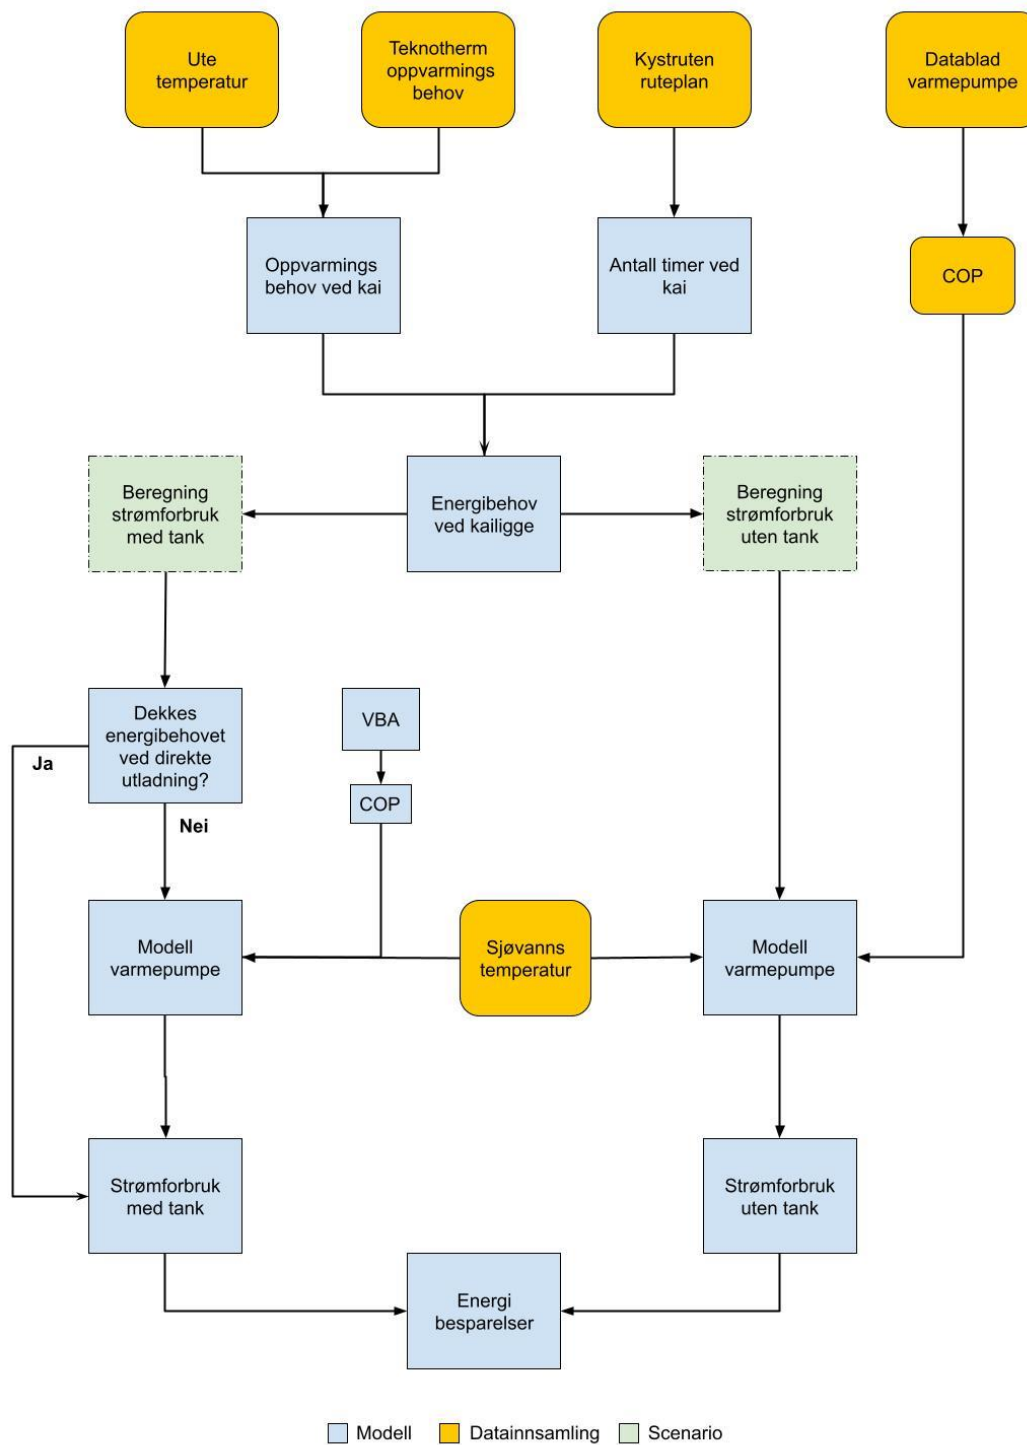 Ute
temperatur
Teknotherm
oppvarmings
behov
Kystruten
ruteplan
Datablad
varmepumpe
Oppvarmings
behov ved kai
Antall timer ved
kai
COP
Beregning
strømforbruk
med tank
Energibehov
ved kailigge
Beregning
strømforbruk
uten tank
Dekkes
energibehovet
ved direkte
utladning?
Ja
Nei
VBA
COP
Modell
varmepumpe
Sjøvanns
temperatur
Modell
varmepumpe
Strømforbruk
med tank
Strømforbruk
uten tank
Energi
besparelser
Modell
Datainnsamling
Scenario